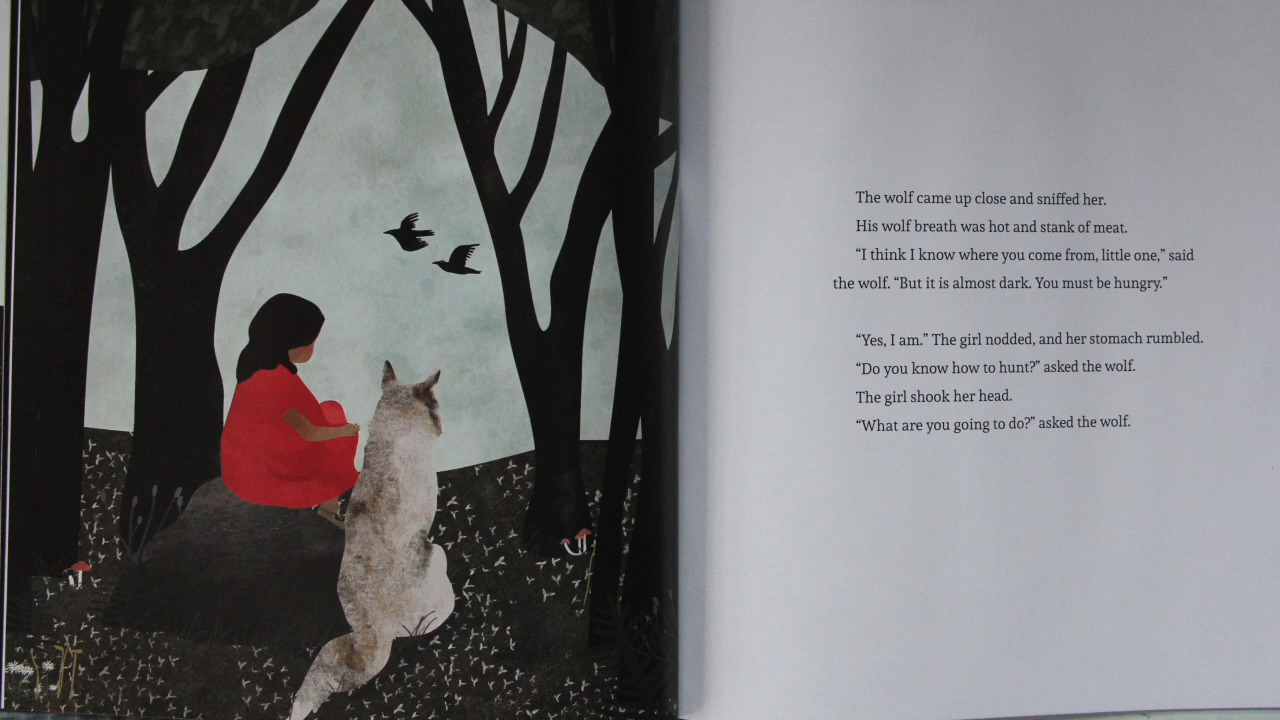 The wolf came up close and sniffed her.
His wolf breath was hot and stank of meat.
“I think I know where you come from, little one,” said
the wolf. “But it is almost dark. You must be hungry.”
“Yes, I am.” The girl nodded, and her stomach rumbled.
“Do you know how to hunt?” asked the wolf.
The girl shook her head.
“What are you going to do?” asked the wolf.